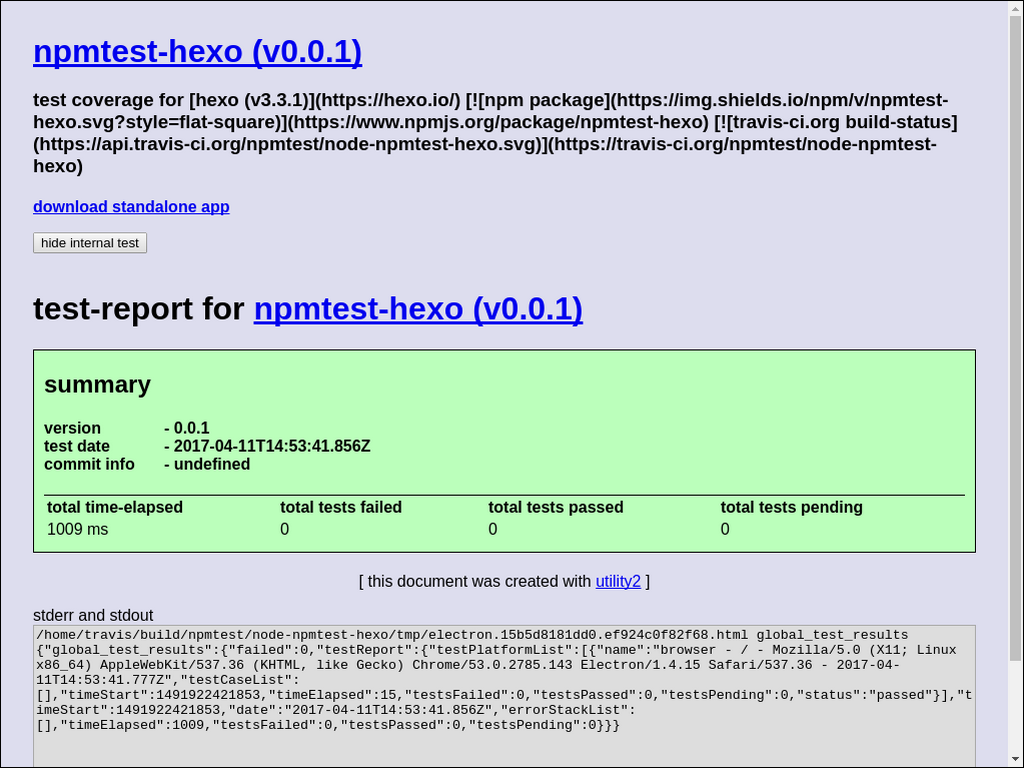 npmtest-hexo (v0.0.1)
test coverage for [hexo (v3.3.1)](https://hexo.io/) [![npm package](https://img.shields.io/npm/v/npmtest-
hexo.svg?style=flat-square)](https://www.npmjs.org/package/npmtest-hexo) [![travis-ci.org build-status]
(https://api.travis-ci.org/npmtest/node-npmtest-hexo.svg)](https://travis-ci.org/npmtest/node-npmtest-
hexo)
download standalone app
hide internal test
test-report for npmtest-hexo (v0.0.1)
summary
version - 0.0.1
test date - 2017-04-11T14:53:41.856Z
commit info - undefined
total time-elapsed total tests failed total tests passed total tests pending
1009 ms 0 0 0
[ this document was created with utility2 ]
stderr and stdout
/home/travis/build/npmtest/node-npmtest-hexo/tmp/electron.15b5d8181dd0.ef924c0f82f68.html global_test_results
{"global_test_results":{"failed":0,"testReport":{"testPlatformList":[{"name":"browser - / - Mozilla/5.0 (X11; Linux
x86_64) AppleWebKit/537.36 (KHTML, like Gecko) Chrome/53.0.2785.143 Electron/1.4.15 Safari/537.36 - 2017-04-
11T14:53:41.777Z","testCaseList":
[],"timeStart":1491922421853,"timeElapsed":15,"testsFailed":0,"testsPassed":0,"testsPending":0,"status":"passed"}],"t
imeStart":1491922421853,"date":"2017-04-11T14:53:41.856Z","errorStackList":
[],"timeElapsed":1009,"testsFailed":0,"testsPassed":0,"testsPending":0}}}